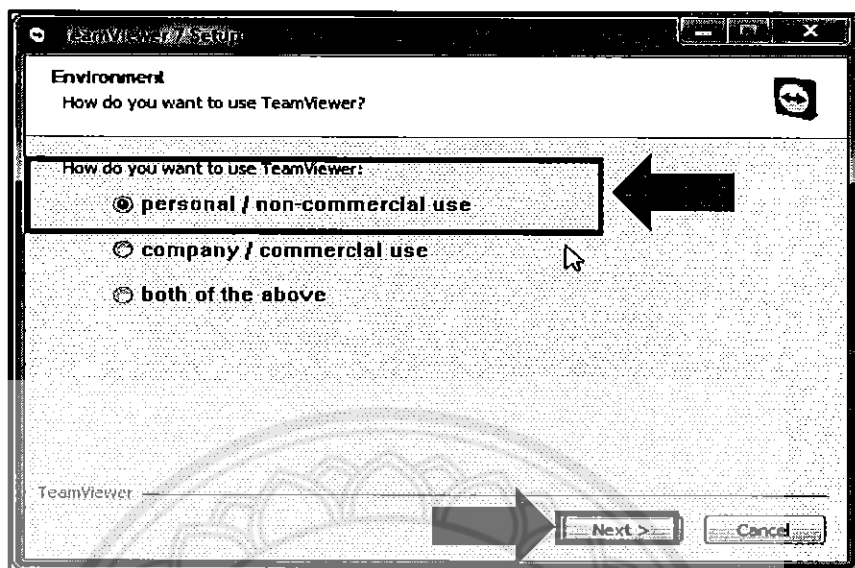 TeamViewer 7 Setup
Environment
How do you want to use TeamViewer?
How do you want to use TeamViewer?
personal / non-commercial use
company / commercial use
both of the above
TeamViewer
Next >
Cancel